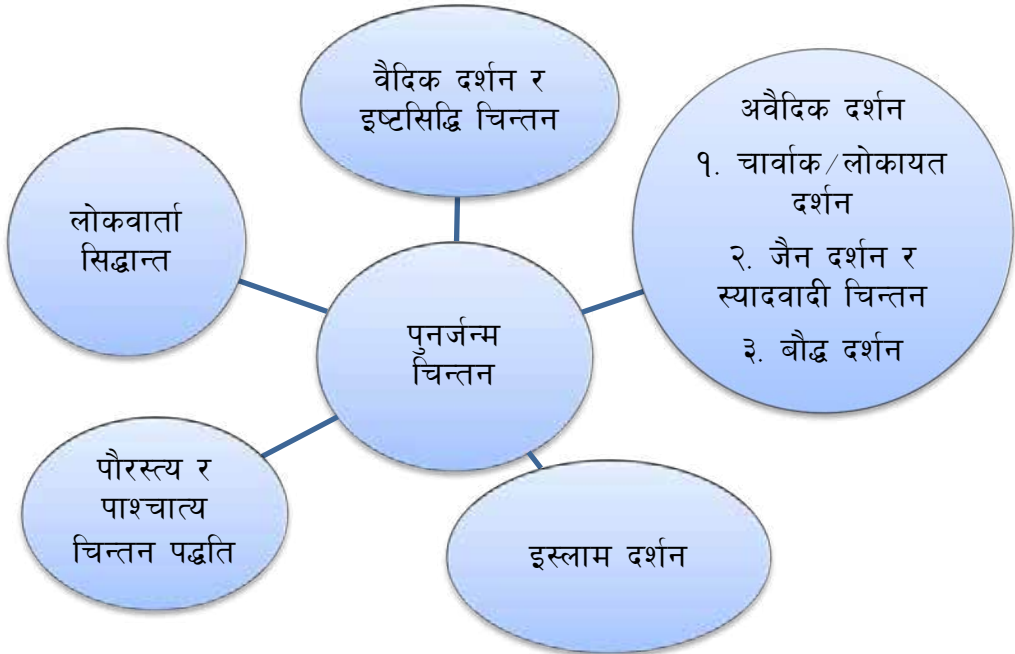 वैदिक दर्शन र
इष्टसिद्धि चिन्तन
अवैदिक दर्शन
१. चार्वाक/लोकायत
दर्शन
२. जैन दर्शन र
स्यादवादी चिन्तन
३. बौद्ध दर्शन
लोकवार्ता
सिद्धान्त
पुनर्जन्म
चिन्तन
पौरस्त्य र
पाश्चात्य
चिन्तन पद्धति
इस्लाम दर्शन